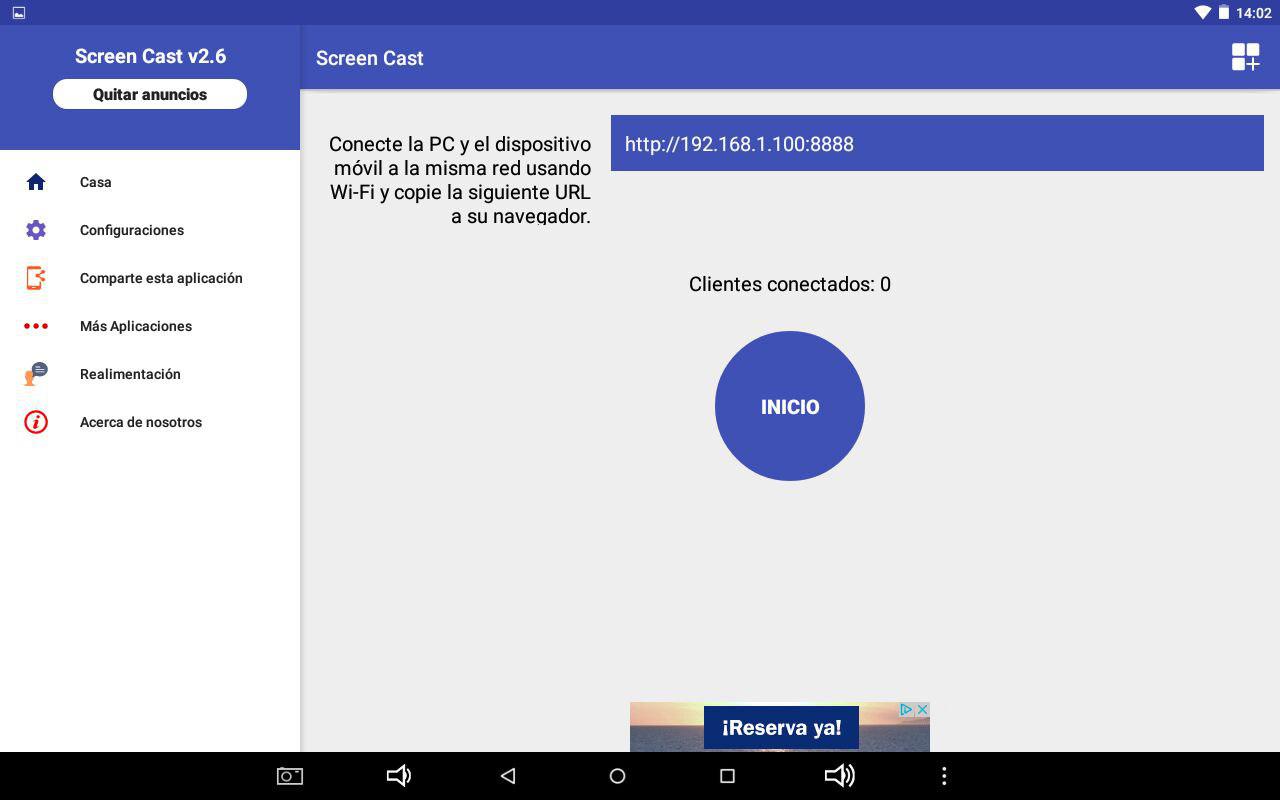 14:02
Screen Cast v2.6
Quitar anuncios
Casa
Configuraciones
Comparte esta aplicación
Más Aplicaciones
Realimentación
Acerca de nosotros
Screen Cast
Conecte la PC y el dispositivo
móvil a la misma red usando
Wi-Fi y copie la siguiente URL
a su navegador.
http://192.168.1.100:8888
Clientes conectados: 0
INICIO
¡Reserva ya!